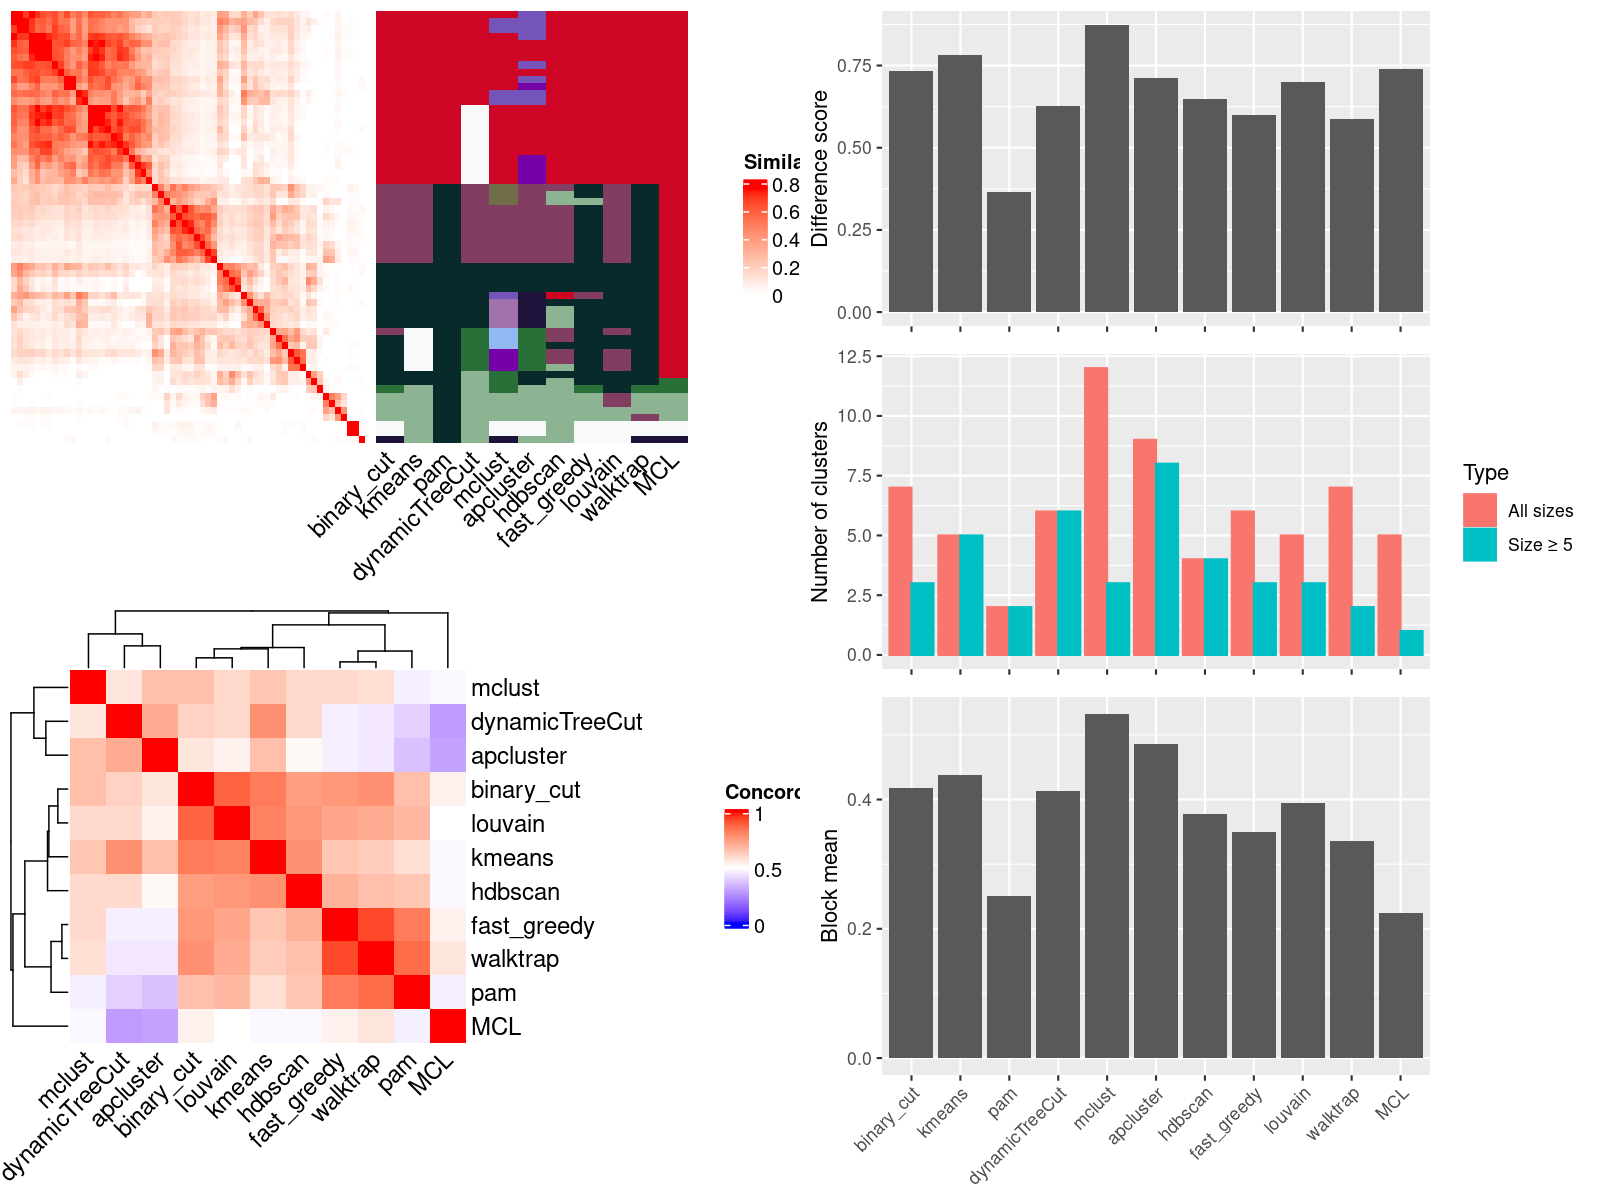 Simila
0.8
0.6
0.4
0.2
0
binary_cut
kmeans
pam
dynamicTreeCut
mclust
apcluster
hdbscan
fast_greedy
louvain
walktrap
MCL
mclust
dynamicTreeCut
apcluster
binary_cut
louvain
kmeans
hdbscan
fast_greedy
walktrap
pam
MCL
Concord
1
0.5
0
mclust
dynamicTreeCut
apcluster
binary_cut
louvain
kmeans
hdbscan
fast_greedy
walktrap
pam
MCL
Difference score
0.75
0.50
0.25
0.00
Number of clusters
12.5
10.0
7.5
5.0
2.5
0.0
Type
All sizes
Size ≥ 5
Block mean
0.4
0.2
0.0
binary_cut
kmeans
pam
dynamicTreeCut
mclust
apcluster
hdbscan
fast_greedy
louvain
walktrap
MCL